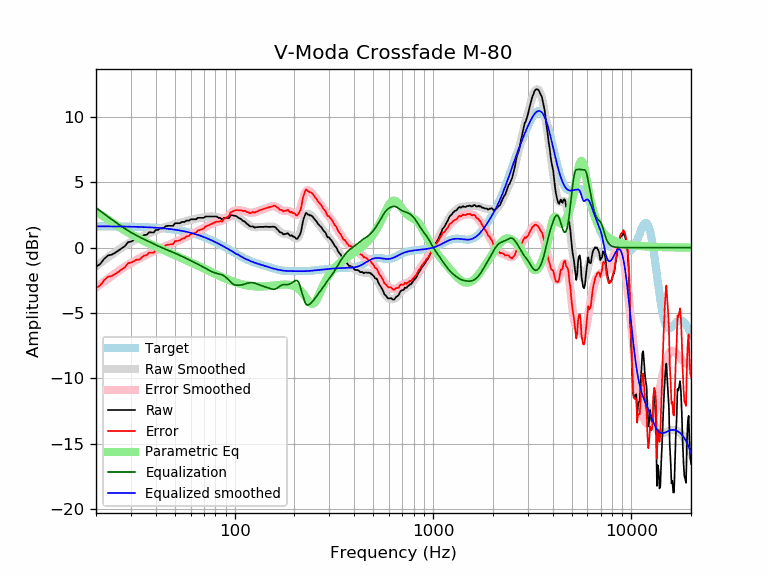 V-Moda Crossfade M-80
Amplitude (dBr)
10
5
0
−5
−10
−15
−20
Target
Raw Smoothed
Error Smoothed
Raw
Error
Parametric Eq
Equalization
Equalized smoothed
100
1000
10000
Frequency (Hz)